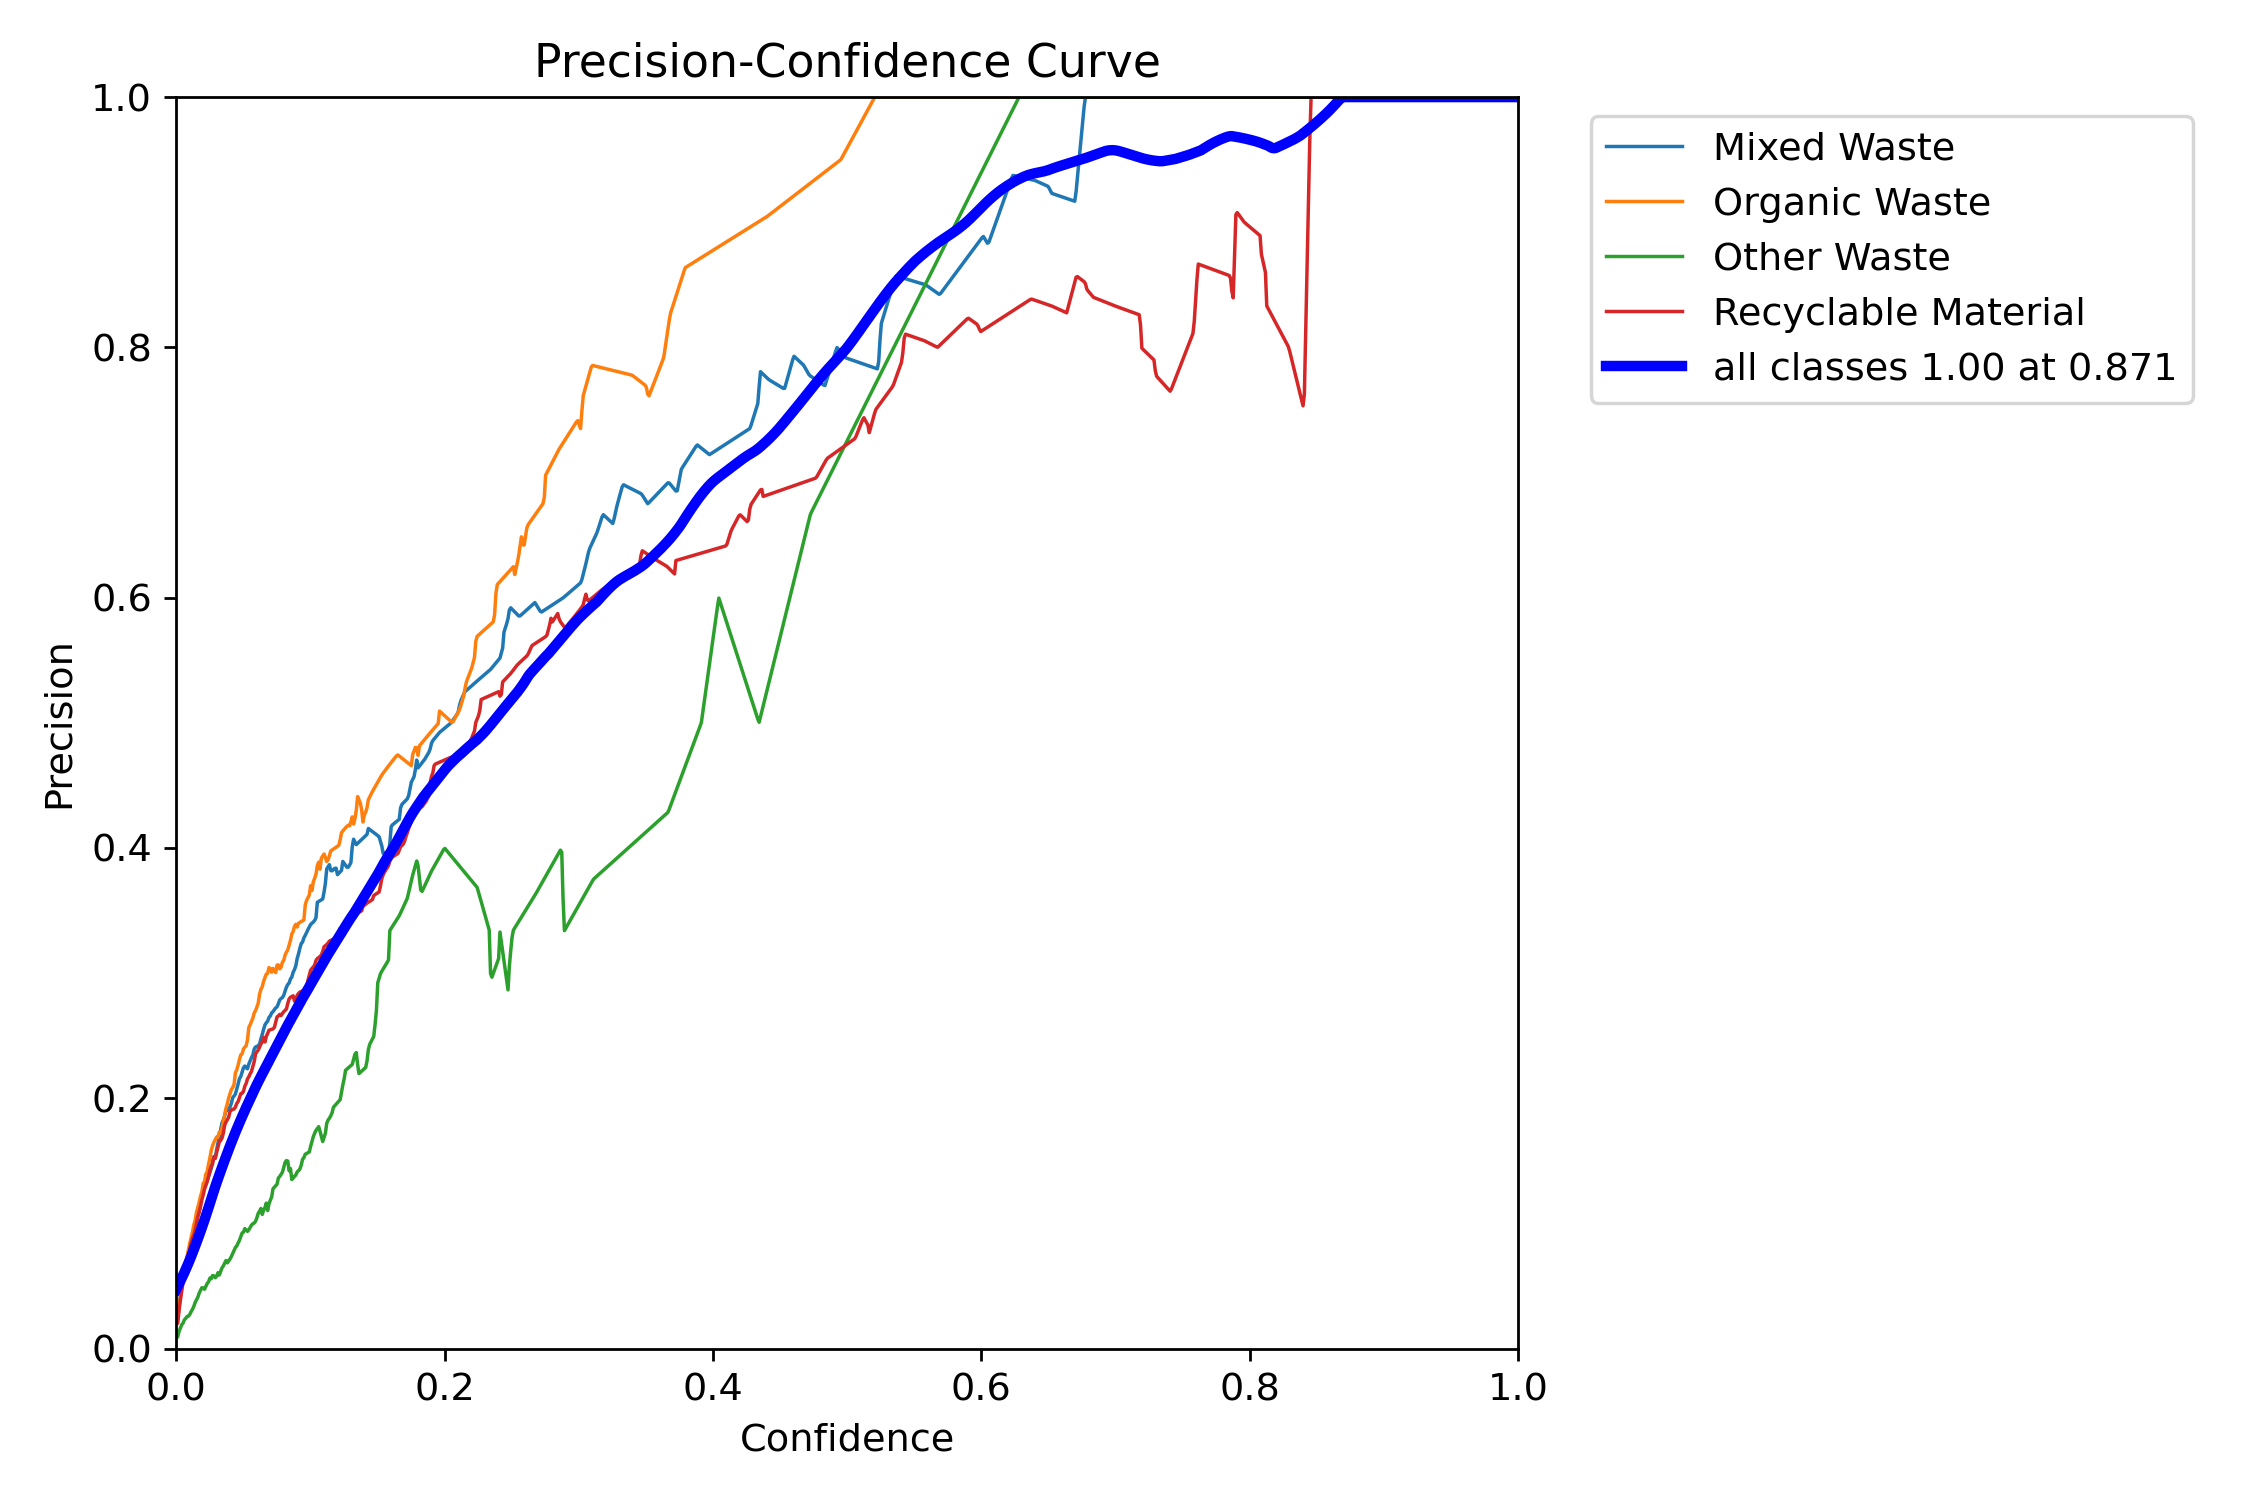 Precision-Confidence Curve
1.0
0.8
0.6
0.4
0.2
0.0
Precision
0.0 0.2 0.4 0.6 0.8 1.0
Confidence
Mixed Waste
Organic Waste
Other Waste
Recyclable Material
all classes 1.00 at 0.871